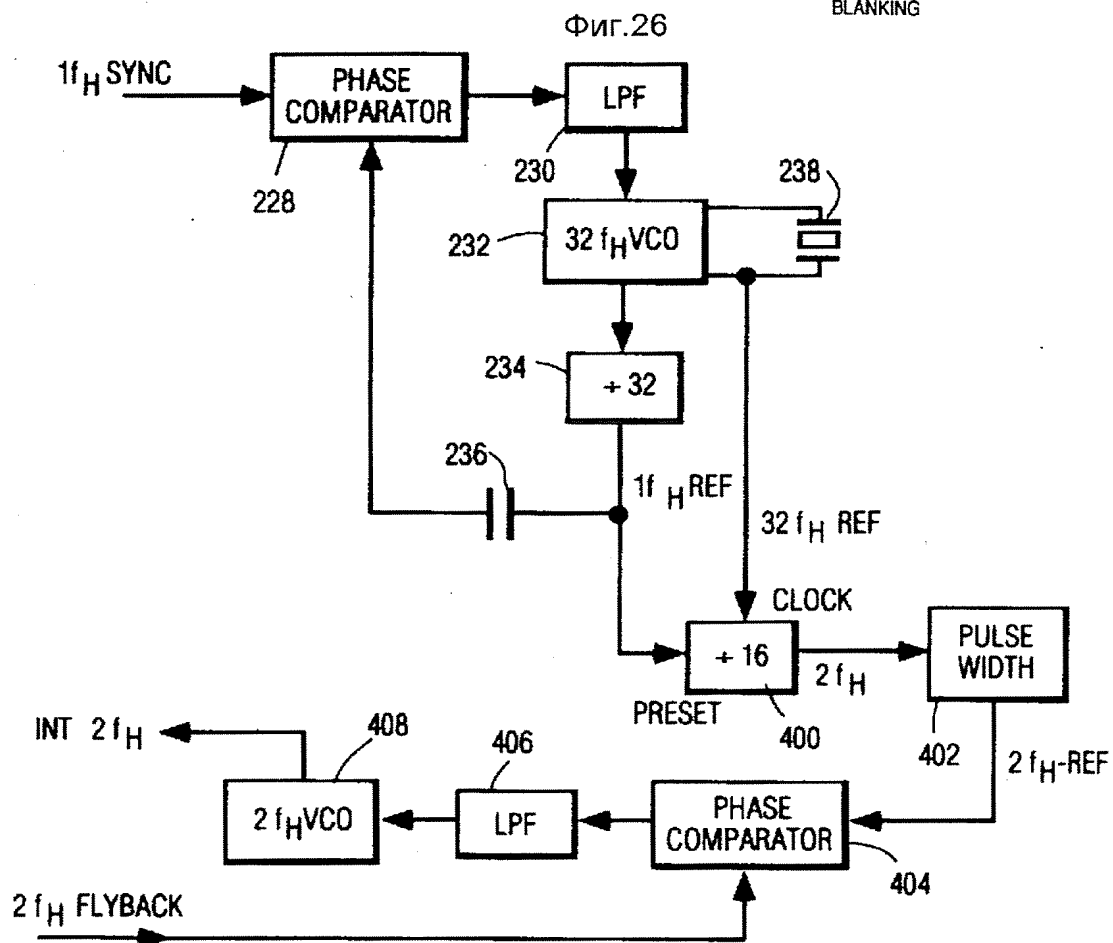 BLANKING
Фиг.26
1f H SYNC
PHASE
COMPARATOR
LPF
228
230
238
232
32 f H VCO
234
÷ 32
236
1f H REF
32 f H REF
CLOCK
÷ 16
2 f H
PULSE
WIDTH
PRESET
400
402
2 f H-REF
INT 2 f H
408
406
2 f H VCO
LPF
PHASE
COMPARATOR
404
2 f H FLYBACK